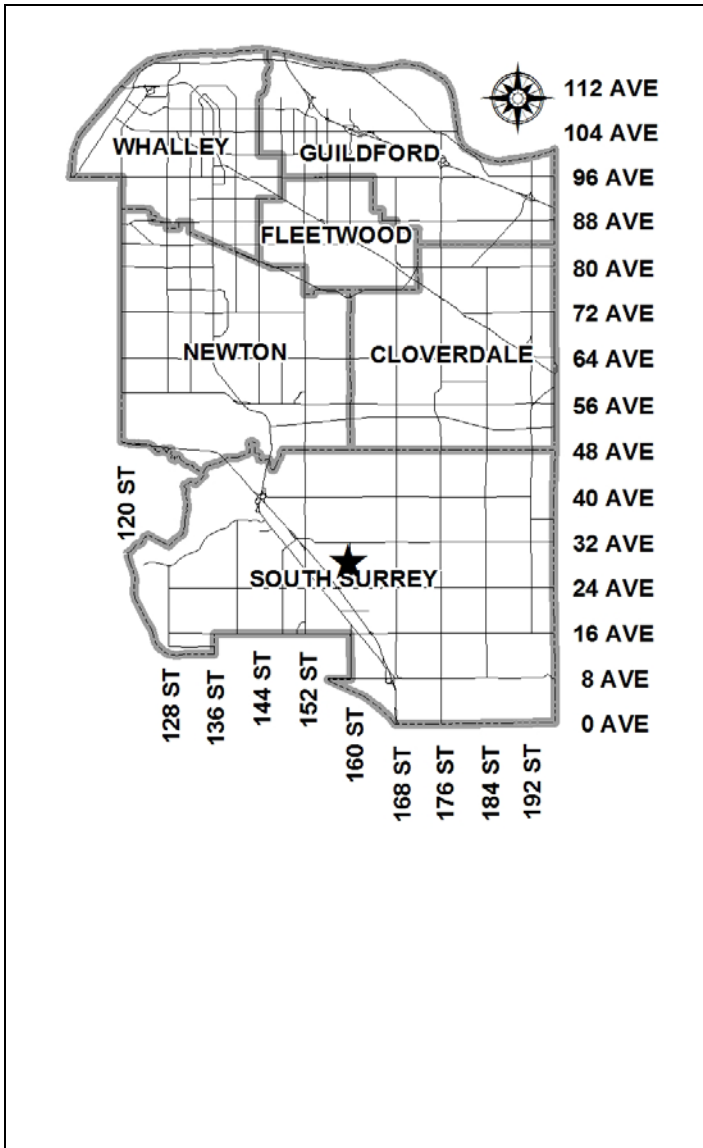 112 AVE
104 AVE
WHALLEY
GUILDFORD
96 AVE
88 AVE
FLEETWOOD
80 AVE
72 AVE
NEWTON
CLOVERDALE
64 AVE
56 AVE
48 AVE
120 ST
40 AVE
32 AVE
SOUTH SURREY
24 AVE
16 AVE
128 ST
136 ST
144 ST
152 ST
160 ST
8 AVE
0 AVE
168 ST
176 ST
184 ST
192 ST